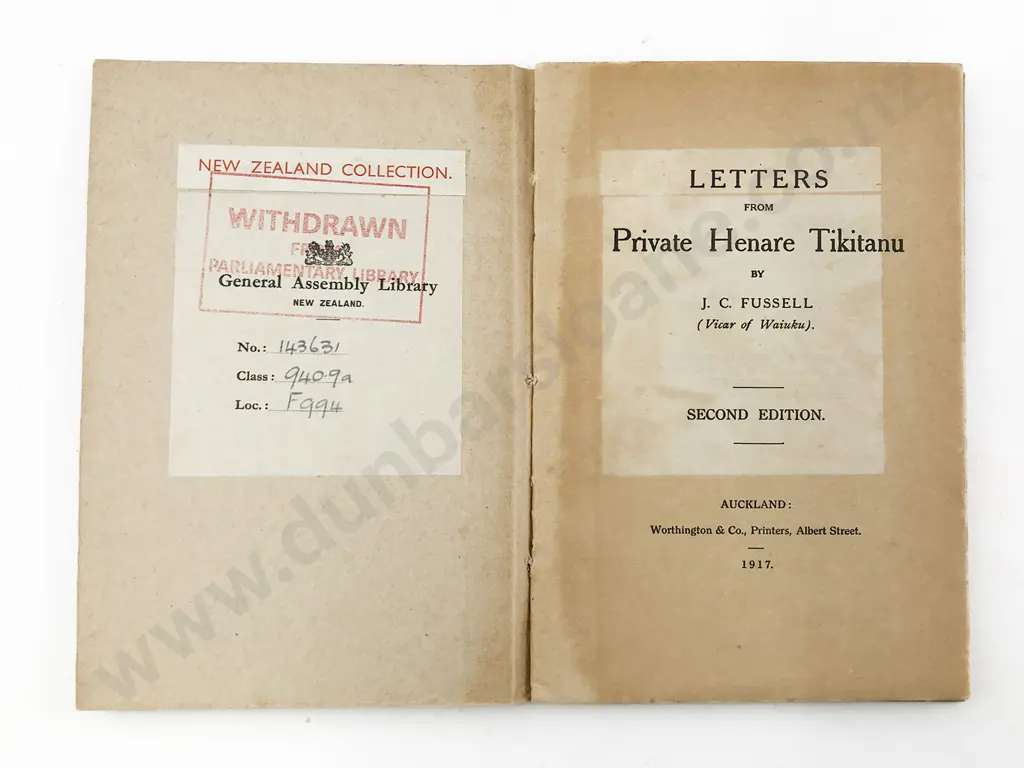 NEW ZEALAND COLLECTION.
WITHDRAWN
FROM
PARLIAMENTARY LIBRARY
General Assembly Library
NEW ZEALAND.
No.: 143631
Class: 940.9a
Loc.: F994
LETTERS
FROM
Private Henare Tikitanu
BY
J. C. FUSSELL
(Vicar of Waiuku).
SECOND EDITION.
AUCKLAND:
Worthington & Co., Printers, Albert Street.
1917.
www.dunbarsloane.co.nz